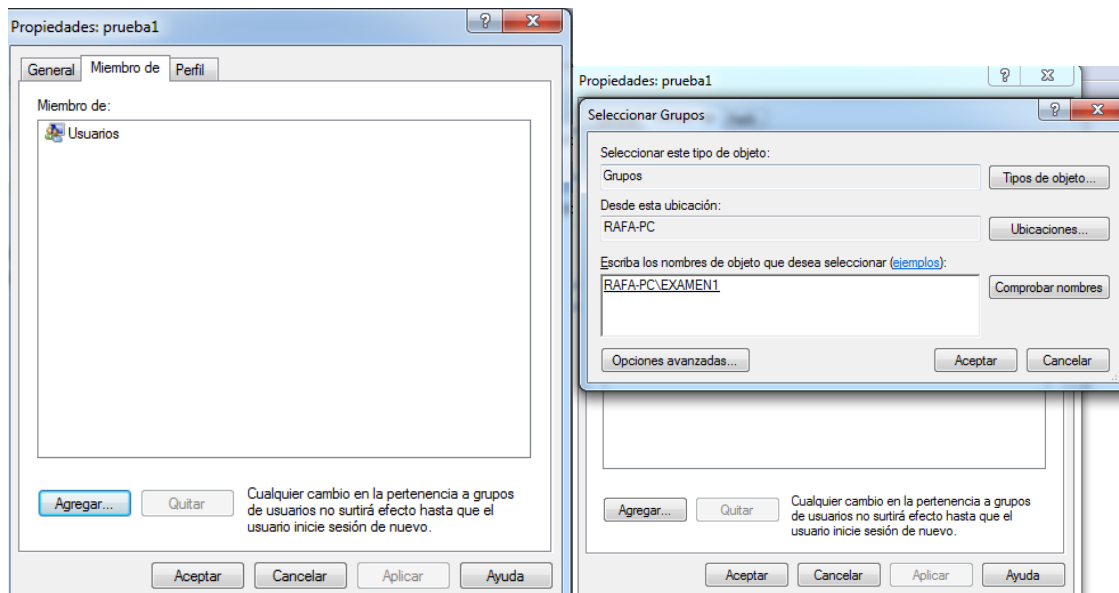 Propiedades: prueba1
General Miembro de Perfil
Miembro de:
Usuarios
Agregar... Quitar
Cualquier cambio en la pertenencia a grupos
de usuarios no surtirá efecto hasta que el
usuario inicie sesión de nuevo.
Aceptar Cancelar Aplicar Ayuda
Propiedades: prueba1
Seleccionar Grupos
Seleccionar este tipo de objeto:
Grupos
Tipos de objeto...
Desde esta ubicación:
RAFA-PC
Ubicaciones...
Escriba los nombres de objeto que desea seleccionar (ejemplos):
RAFA-PC\EXAMEN1
Comprobar nombres
Opciones avanzadas... Aceptar Cancelar
Agregar... Quitar
Cualquier cambio en la pertenencia a grupos
de usuarios no surtirá efecto hasta que el
usuario inicie sesión de nuevo.
Aceptar Cancelar Aplicar Ayuda